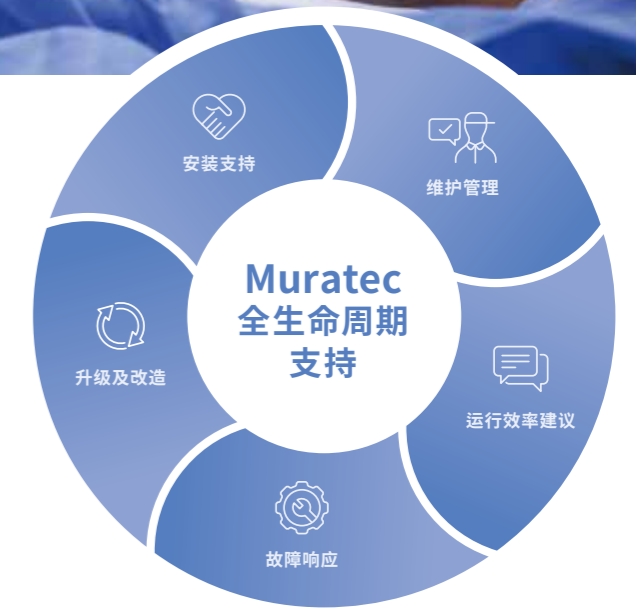 Muratec
全生命周期
支持
安装支持
维护管理
运行效率建议
故障响应
升级及改造